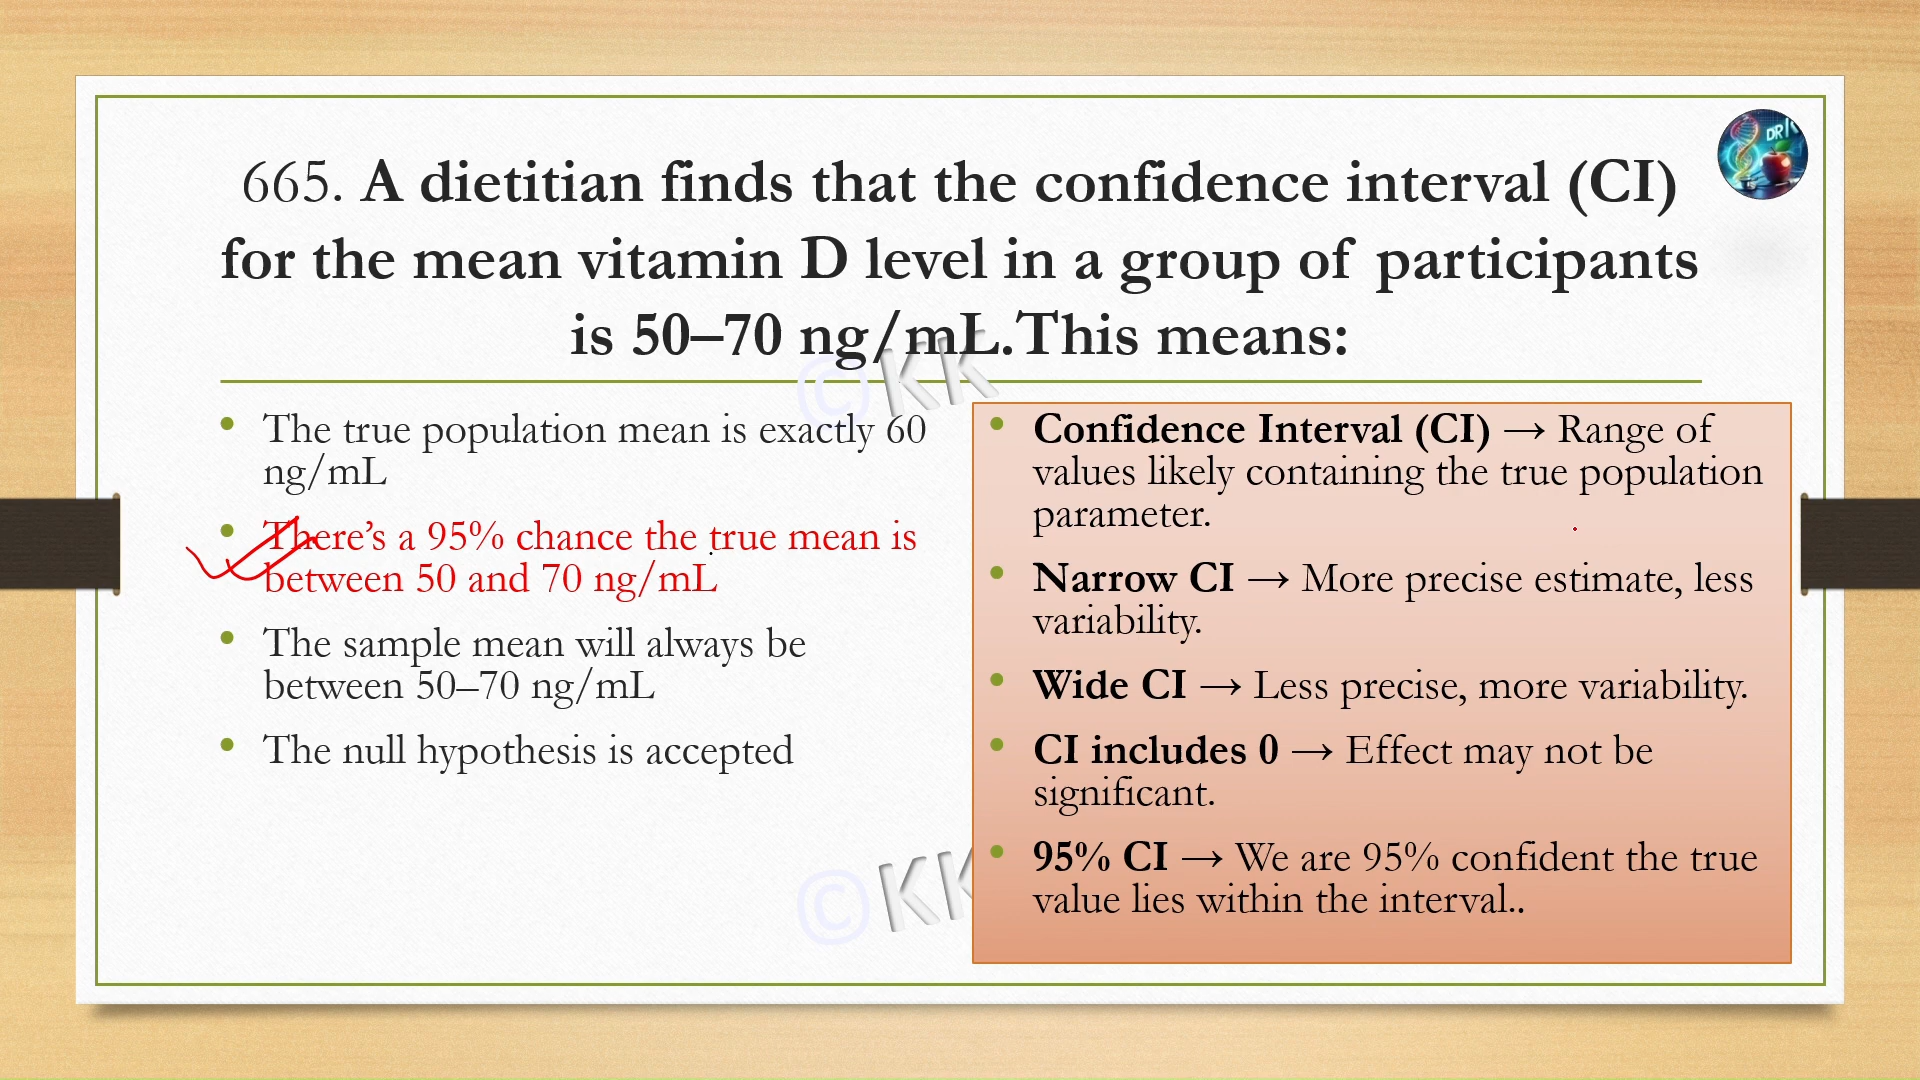 665. A dietitian finds that the confidence interval (CI)
for the mean vitamin D level in a group of participants
is 50–70 ng/mL.This means:
• The true population mean is exactly 60
ng/mL
• There’s a 95% chance the true mean is
between 50 and 70 ng/mL
• The sample mean will always be
between 50–70 ng/mL
• The null hypothesis is accepted
• Confidence Interval (CI) → Range of
values likely containing the true population
parameter.
• Narrow CI → More precise estimate, less
variability.
• Wide CI → Less precise, more variability.
• CI includes 0 → Effect may not be
significant.
• 95% CI → We are 95% confident the true
value lies within the interval..
©KK
©KK